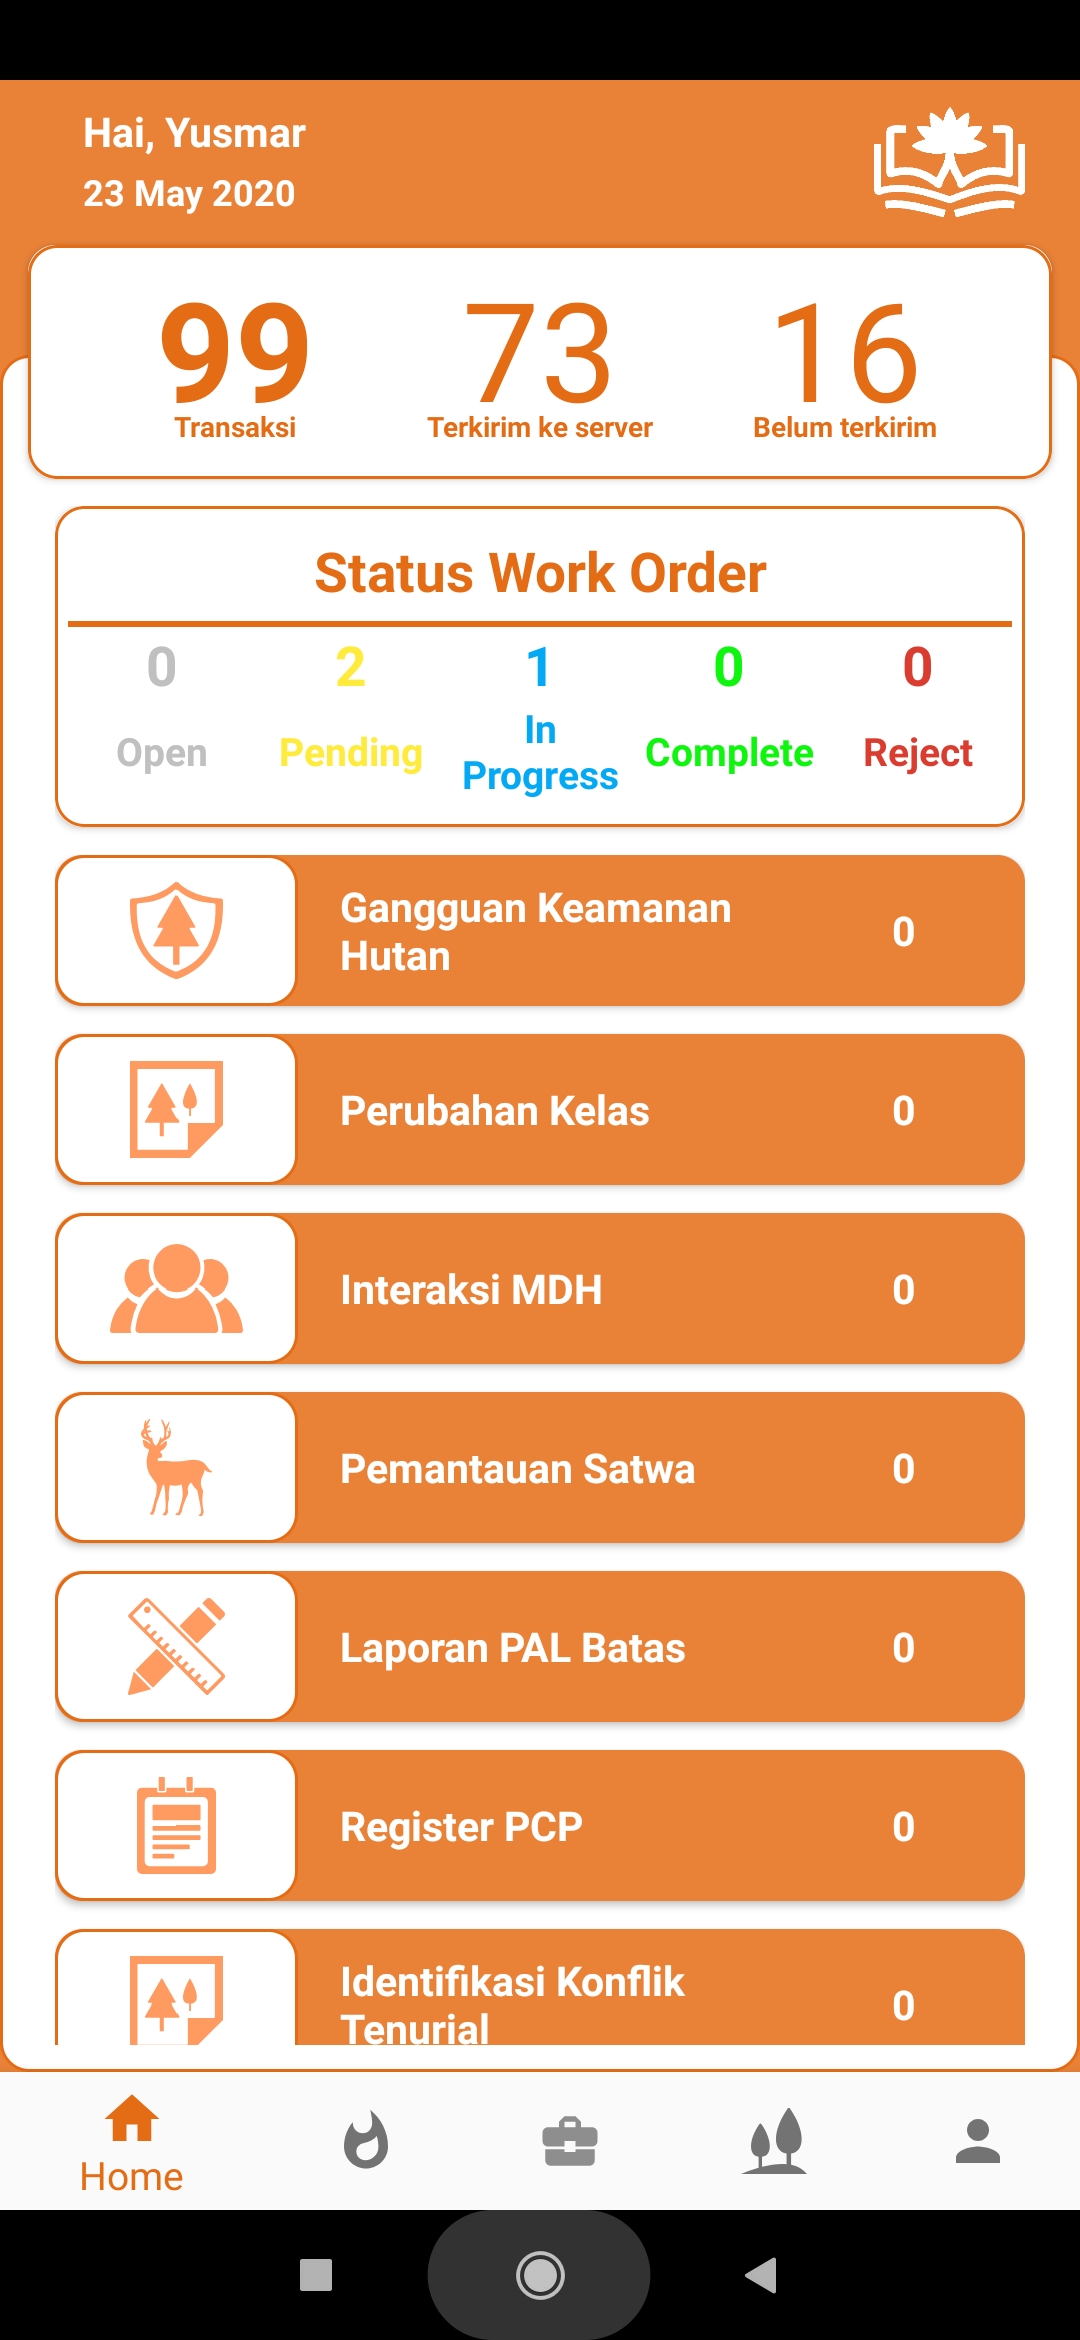 Hai, Yusmar
23 May 2020
99 73 16
Transaksi Terkirim ke server Belum terkirim
Status Work Order
0 2 1 0 0
Open Pending In Progress Complete Reject
Gangguan Keamanan
Hutan
0
Perubahan Kelas 0
Interaksi MDH 0
Pemantauan Satwa 0
Laporan PAL Batas 0
Register PCP 0
Identifikasi Konflik
Tenurial
0
Home